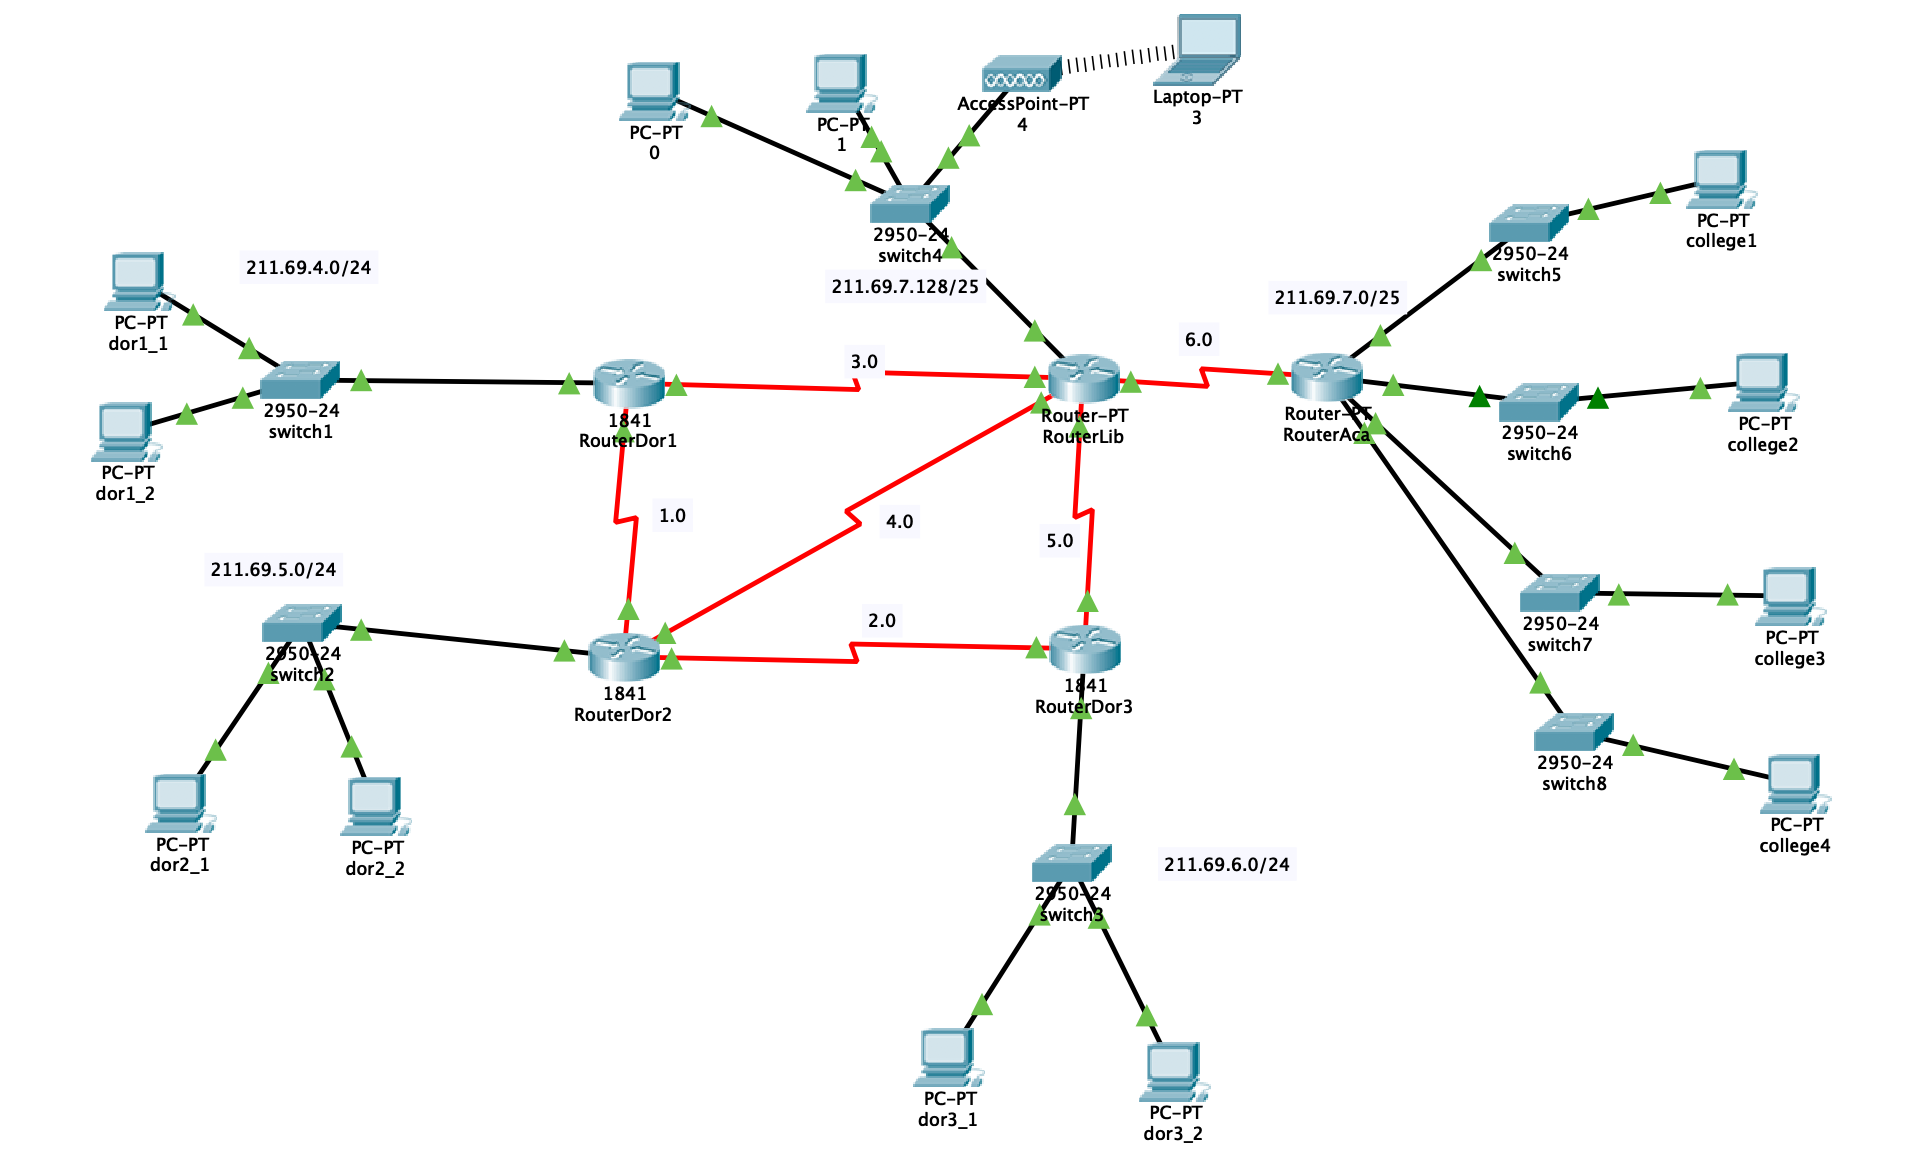 PC-PT
0
PC-PT
1
AccessPoint-PT
4
Laptop-PT
3
2950-24
switch4
211.69.7.128/25
PC-PT
college1
2950-24
switch5
211.69.7.0/25
211.69.4.0/24
PC-PT
dor1_1
2950-24
switch1
PC-PT
dor1_2
1841
RouterDor1
3.0
Router-PT
RouterLib
6.0
Router-PT
RouterAca
2950-24
switch6
PC-PT
college2
1.0
4.0
5.0
211.69.5.0/24
2950-24
switch2
1841
RouterDor2
2.0
1841
RouterDor3
2950-24
switch7
PC-PT
college3
2950-24
switch8
PC-PT
college4
PC-PT
dor2_1
PC-PT
dor2_2
2950-24
switch3
211.69.6.0/24
PC-PT
dor3_1
PC-PT
dor3_2